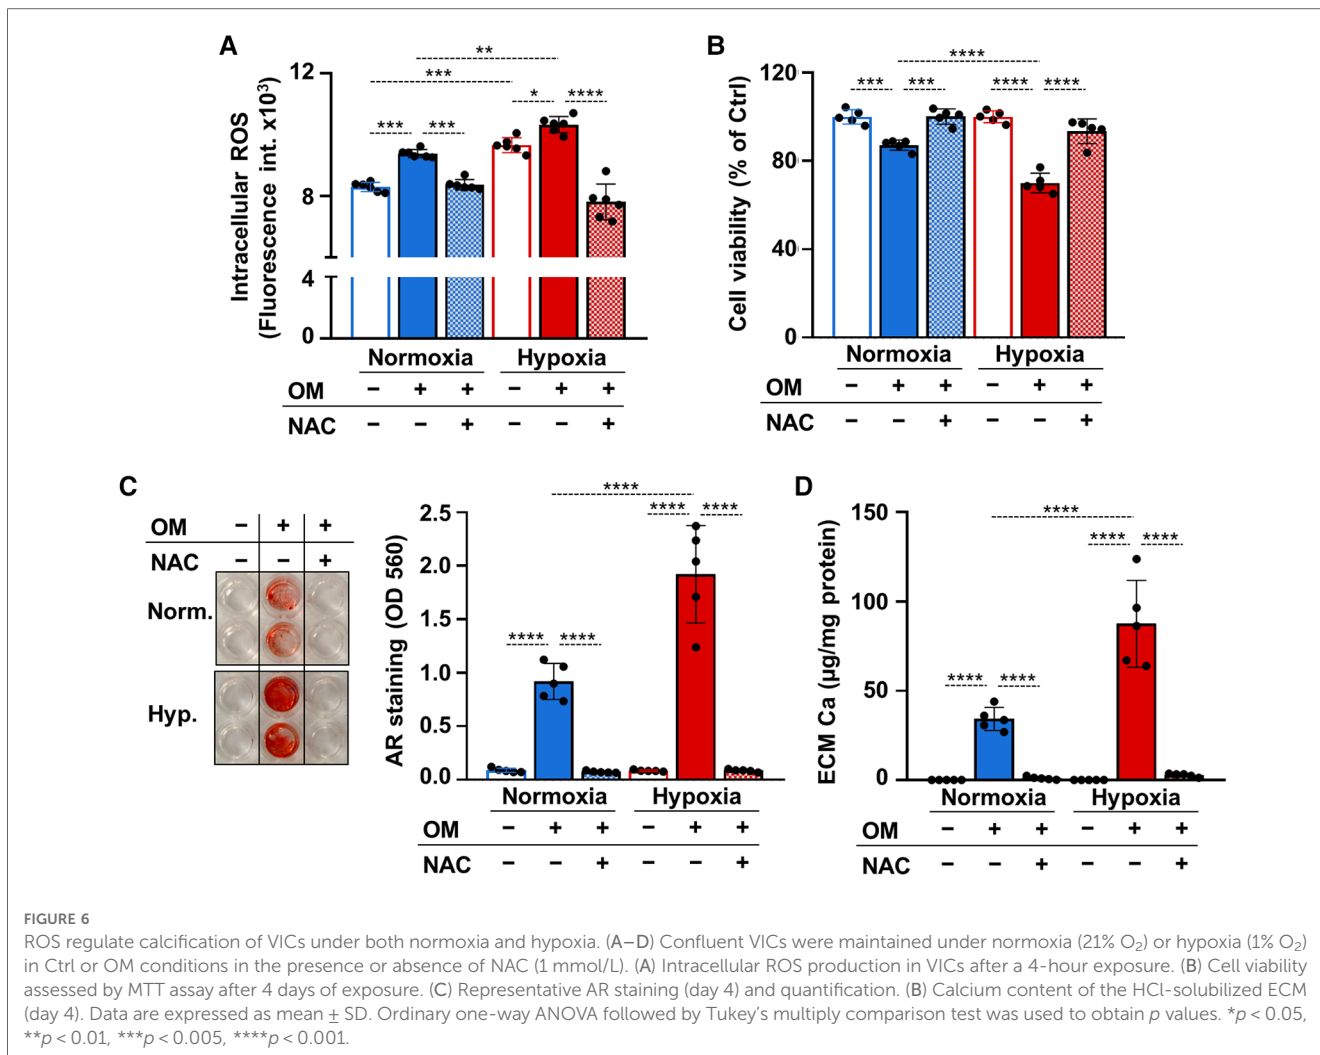 A
Intracellular ROS
(Fluorescence int. x10³)
12
8
4
0
**
***
*
****
***
***
Normoxia
Hypoxia
OM − + + − + +
NAC − − + − − +
B
Cell viability (% of Ctrl)
120
80
40
0
****
***
***
****
****
Normoxia
Hypoxia
OM − + + − + +
NAC − − + − − +
C
OM − + +
NAC − − +
Norm.
Hyp.
AR staining (OD 560)
2.5
2.0
1.5
1.0
0.5
0.0
****
****
****
****
****
Normoxia
Hypoxia
OM − + + − + +
NAC − − + − − +
D
ECM Ca (µg/mg protein)
150
100
50
0
****
****
****
****
****
Normoxia
Hypoxia
OM − + + − + +
NAC − − + − − +
FIGURE 6
ROS regulate calcification of VICs under both normoxia and hypoxia. (A–D) Confluent VICs were maintained under normoxia (21% O₂) or hypoxia (1% O₂)
in Ctrl or OM conditions in the presence or absence of NAC (1 mmol/L). (A) Intracellular ROS production in VICs after a 4-hour exposure. (B) Cell viability
assessed by MTT assay after 4 days of exposure. (C) Representative AR staining (day 4) and quantification. (B) Calcium content of the HCl-solubilized ECM
(day 4). Data are expressed as mean ± SD. Ordinary one-way ANOVA followed by Tukey's multiply comparison test was used to obtain p values. *p < 0.05,
**p < 0.01, ***p < 0.005, ****p < 0.001.